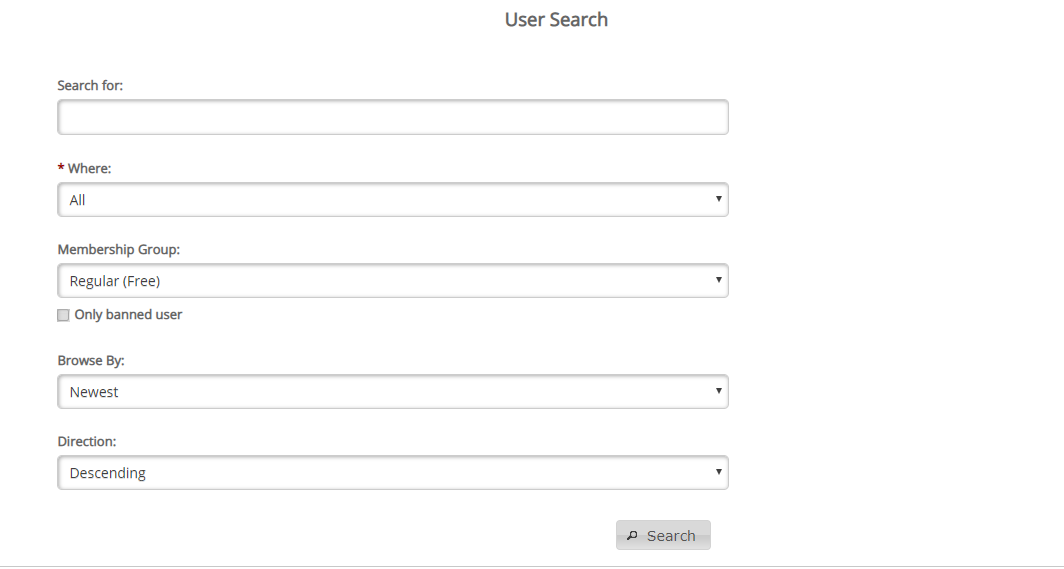 User Search
Search for:
* Where:
All
Membership Group:
Regular (Free)
Only banned user
Browse By:
Newest
Direction:
Descending
Search